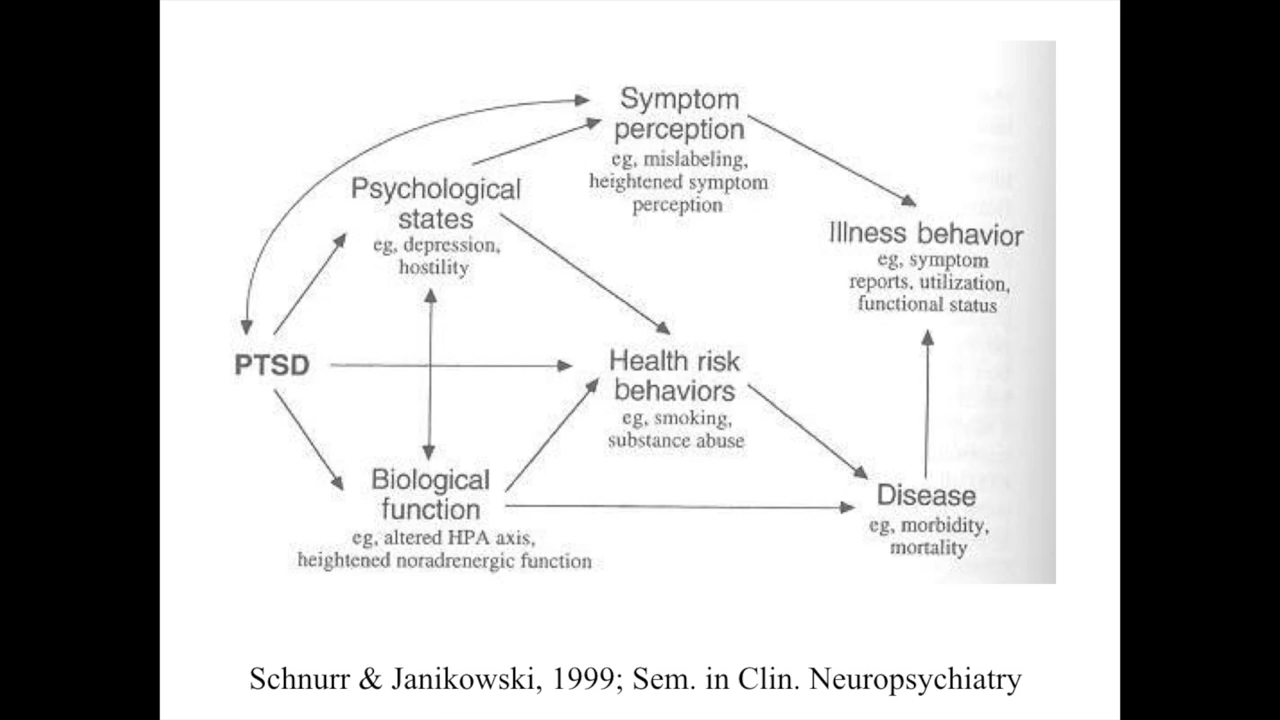 Symptom
perception
eg, mislabeling,
heightened symptom
perception
Psychological
states
eg, depression,
hostility
Illness behavior
eg, symptom
reports, utilization,
functional status
PTSD
Health risk
behaviors
eg, smoking,
substance abuse
Biological
function
eg, altered HPA axis,
heightened noradrenergic function
Disease
eg, morbidity,
mortality
Schnurr & Janikowski, 1999; Sem. in Clin. Neuropsychiatry